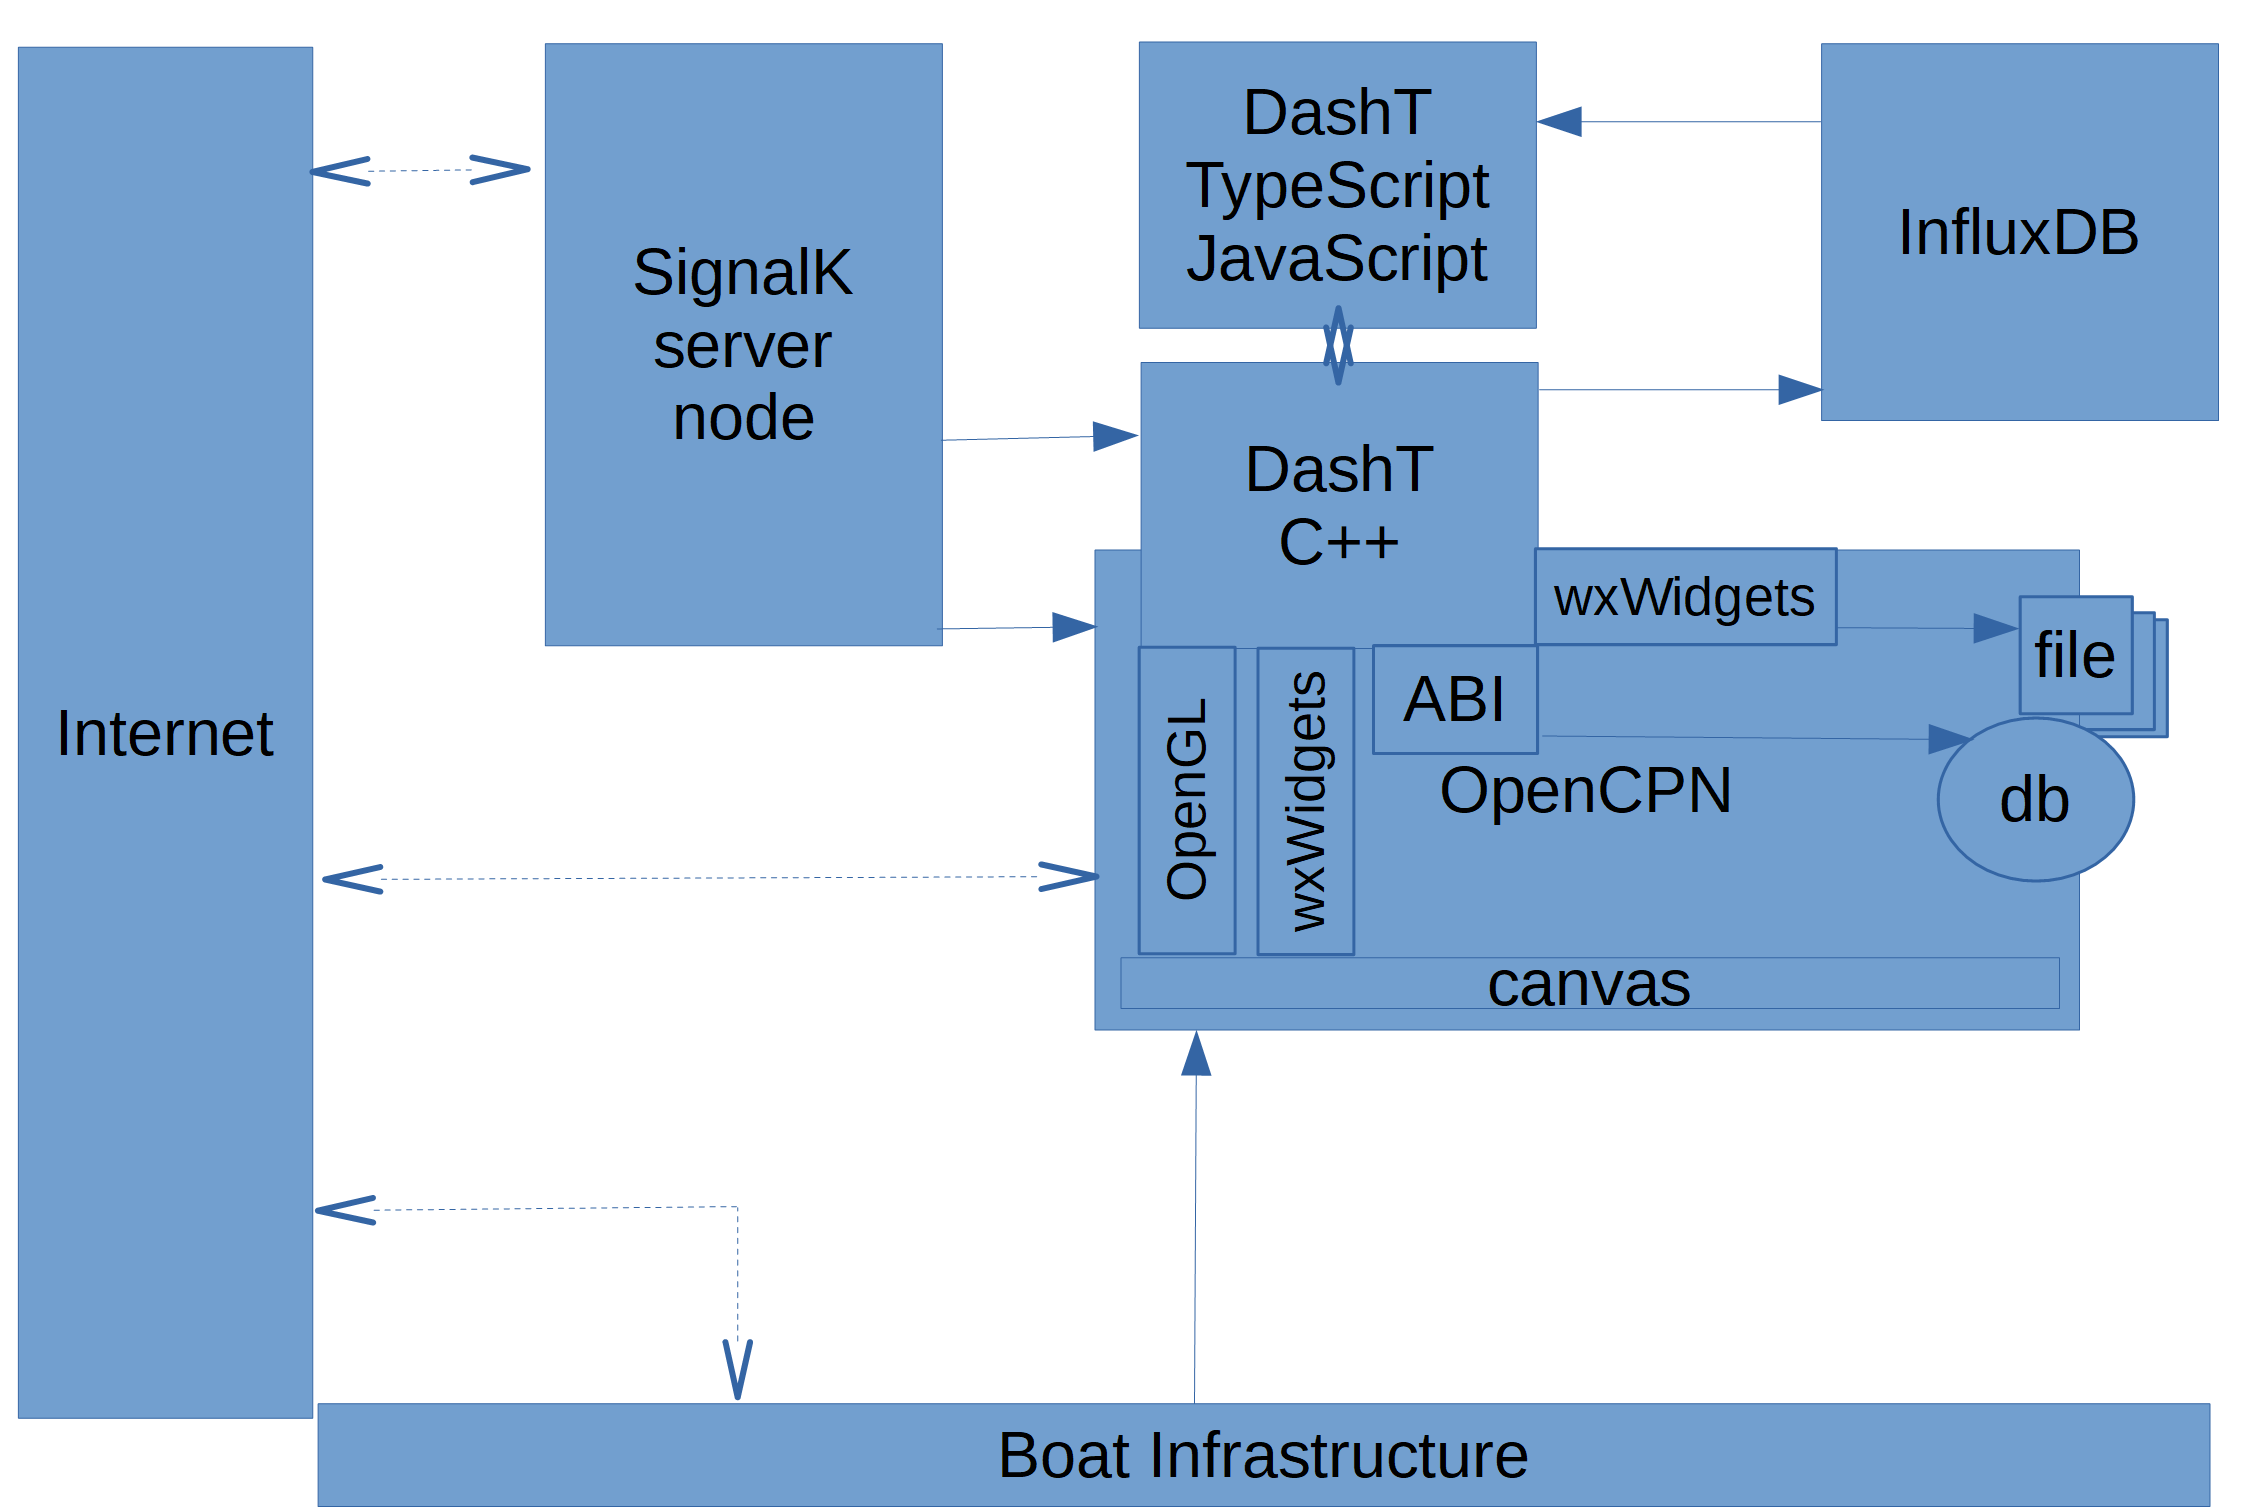 Internet
SignalK
server
node
DashT
TypeScript
JavaScript
InfluxDB
DashT
C++
wxWidgets
file
OpenGL
wxWidgets
ABI
OpenCPN
db
canvas
Boat Infrastructure